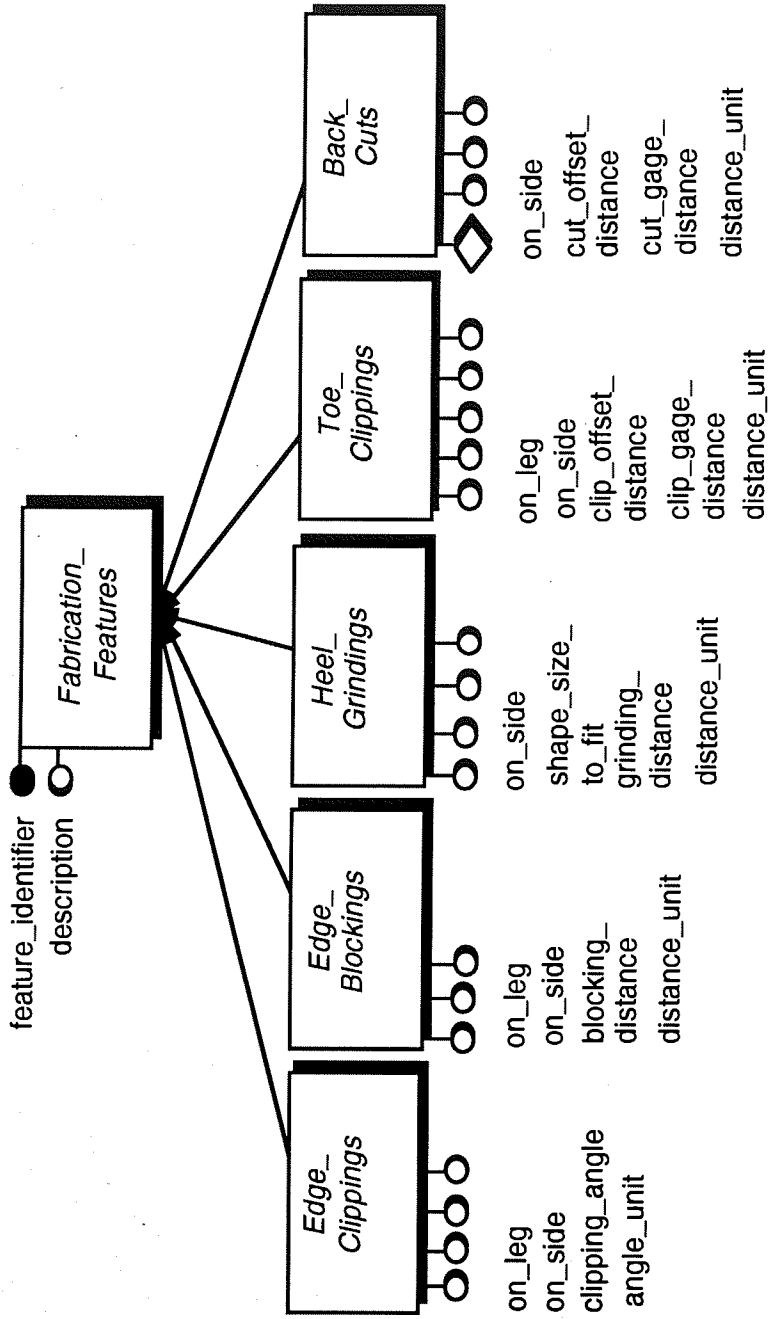 feature_identifier
description
Fabrication_
Features
Edge_
Clippings
Edge_
Blockings
Heel_
Grindings
Toe_
Clippings
Back_
Cuts
on_leg
on_side
clipping_angle
angle_unit
on_leg
on_side
blocking_
distance
distance_unit
on_side
shape_size_
to_fit
grinding_
distance
distance_unit
on_leg
on_side
clip_offset_
distance
clip_gage_
distance
distance_unit
on_side
cut_offset_
distance
cut_gage_
distance
distance_unit